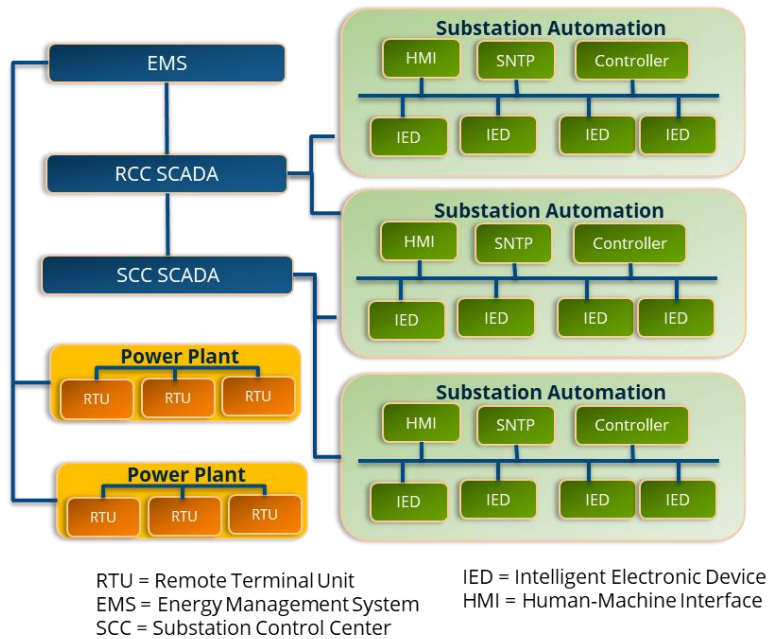 EMS
RCC SCADA
SCC SCADA
Power Plant
RTU RTU RTU
Power Plant
RTU RTU RTU
Substation Automation
HMI SNTP Controller
IED IED IED IED
Substation Automation
HMI SNTP Controller
IED IED IED IED
Substation Automation
HMI SNTP Controller
IED IED IED IED
RTU = Remote Terminal Unit
EMS = Energy Management System
SCC = Substation Control Center
IED = Intelligent Electronic Device
HMI = Human-Machine Interface